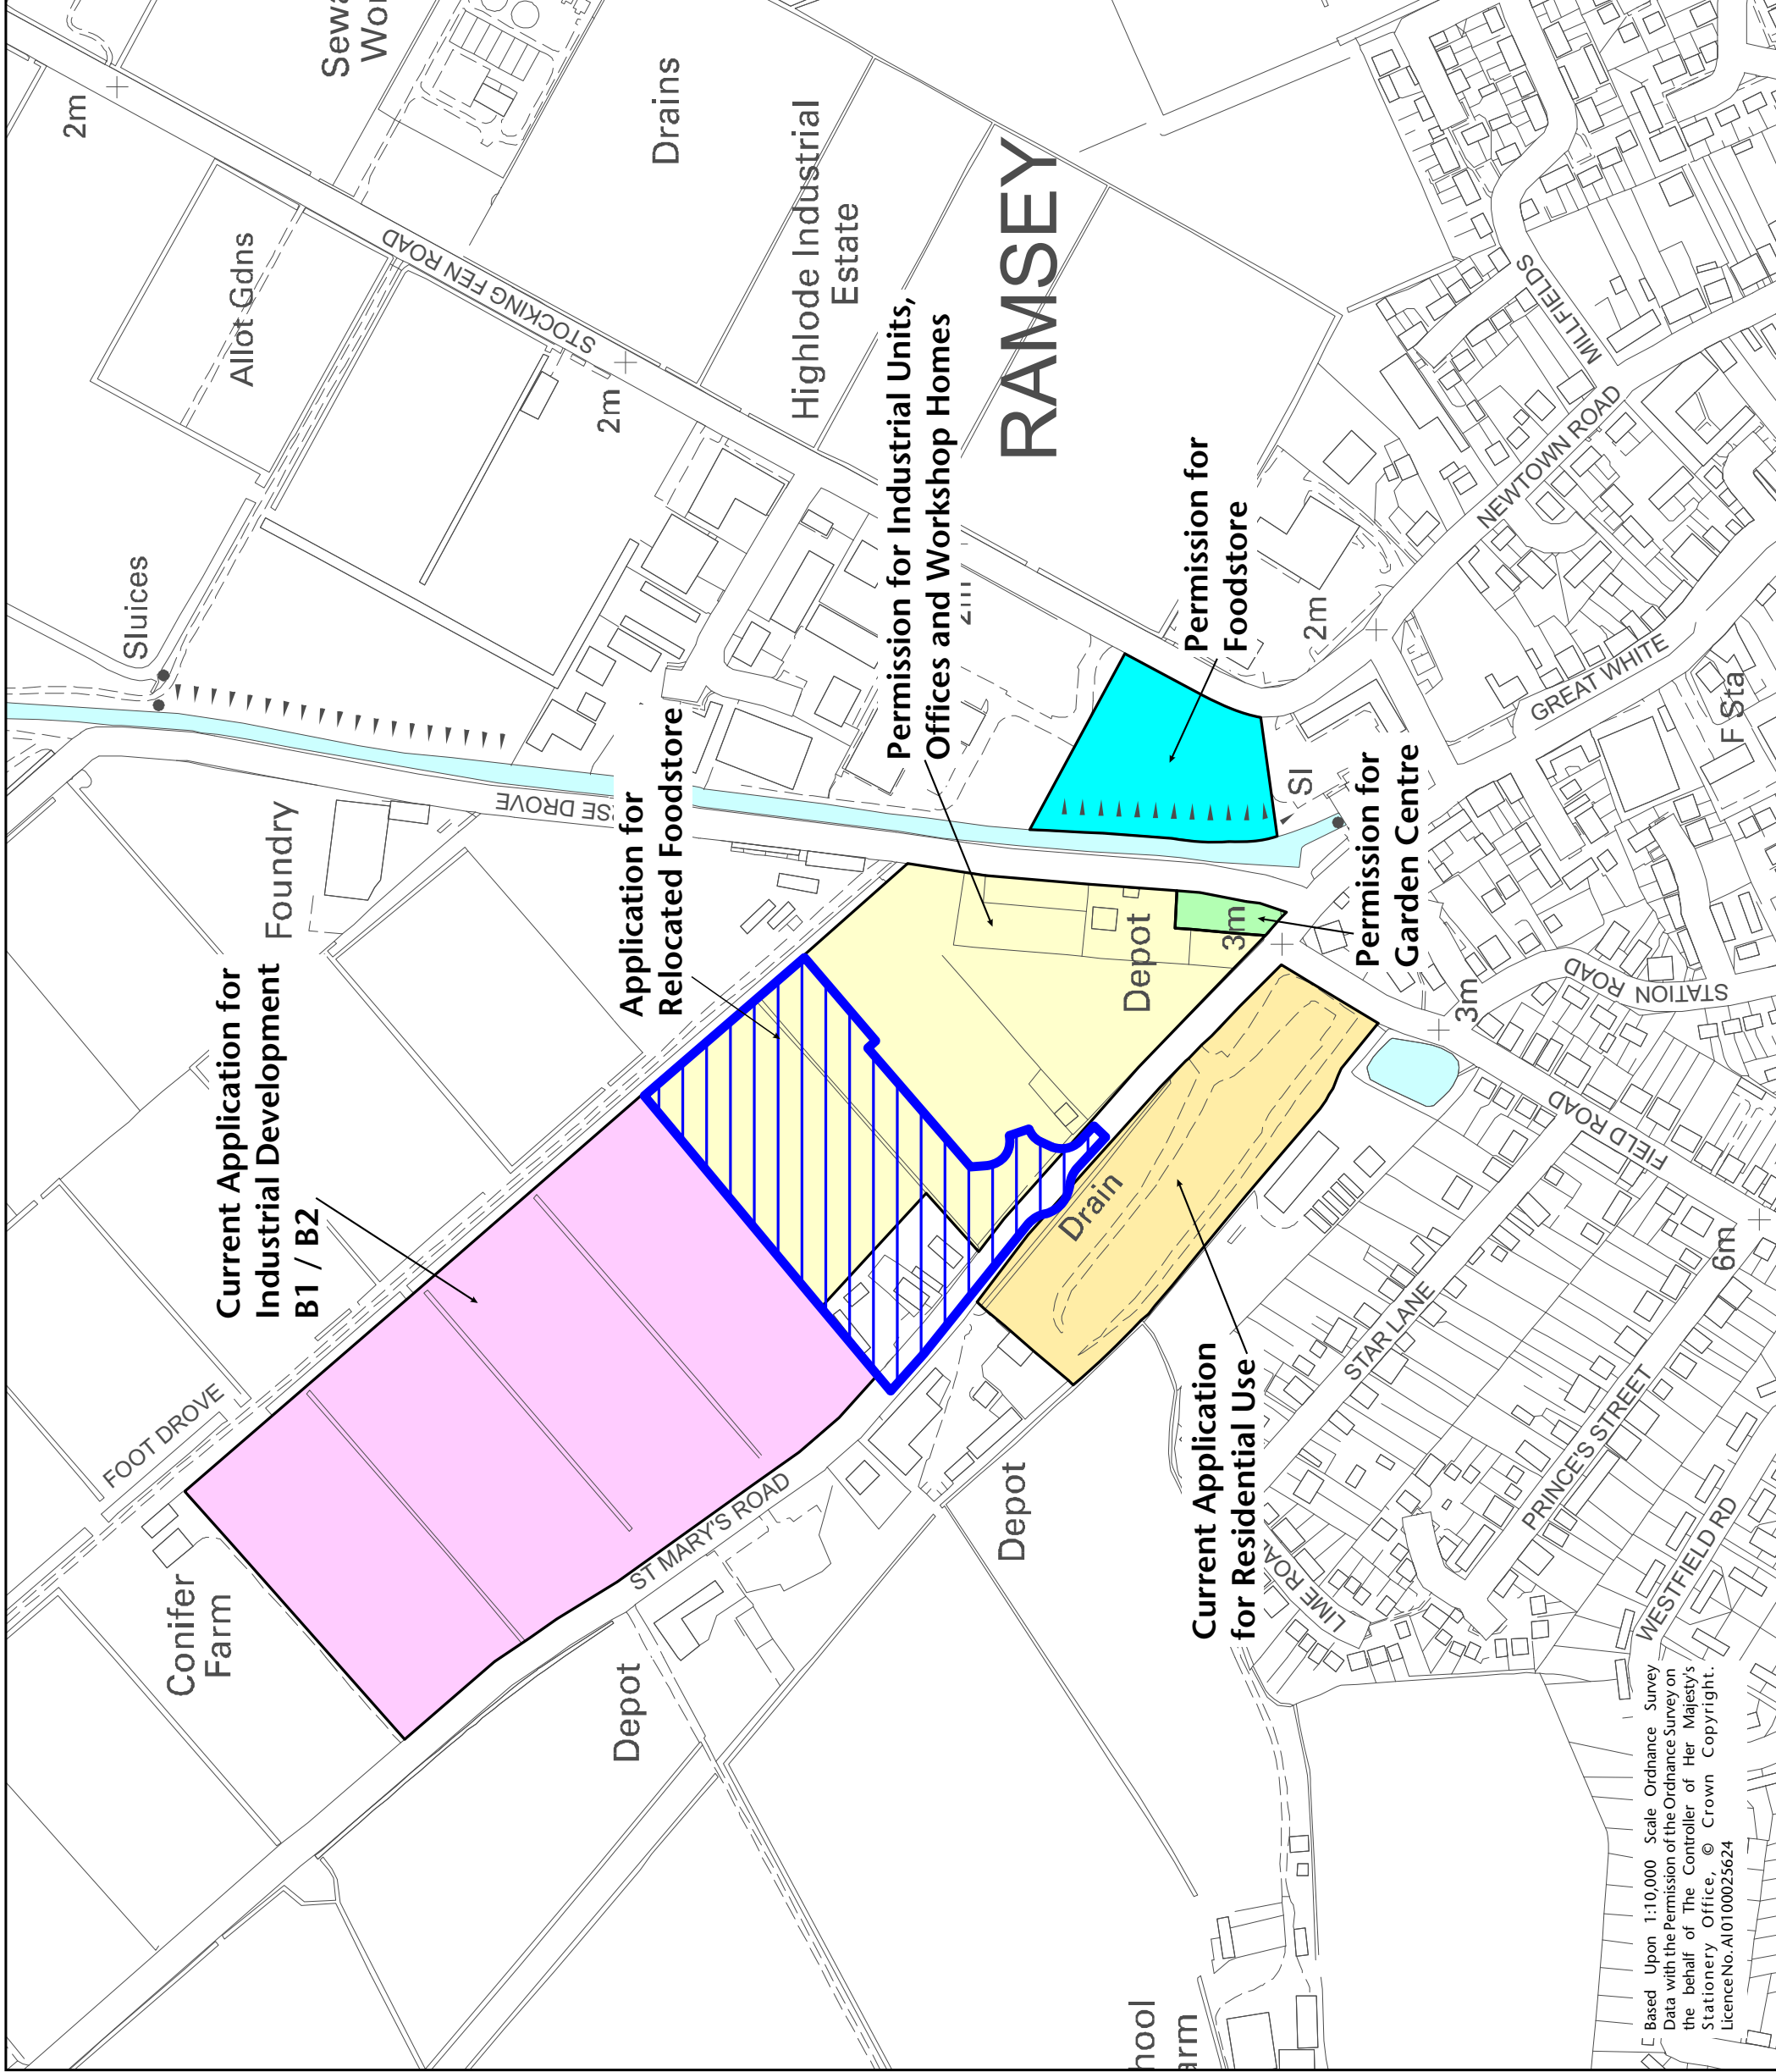 Conifer
Farm
FOOT DROVE
Current Application for
Industrial Development
B1 / B2
Foundry
Sluices
Allot Gdns
2m
STOCKING FEN ROAD
2m
Drains
Highlode Industrial
Estate
RAMSEY
Application for
Relocated Foodstore
Permission for Industrial Units,
Offices and Workshop Homes
Permission for
Foodstore
2m
Sl
Permission for
Garden Centre
Depot
3m
3m
Drain
Depot
Depot
ST MARY'S ROAD
Current Application
for Residential Use
STATION ROAD
FIELD ROAD
STAR LANE
PRINCE'S STREET
LIME ROAD
WESTFIELD RD
6m
GREAT WHITE
NEWTOWN ROAD
MILLFIELDS
F Sta
Based Upon 1:10,000 Scale Ordnance Survey
Data with the Permission of the Ordnance Survey on
the behalf of The Controller of Her Majesty's
Stationery Office, © Crown Copyright.
Licence No. AI 0100025624